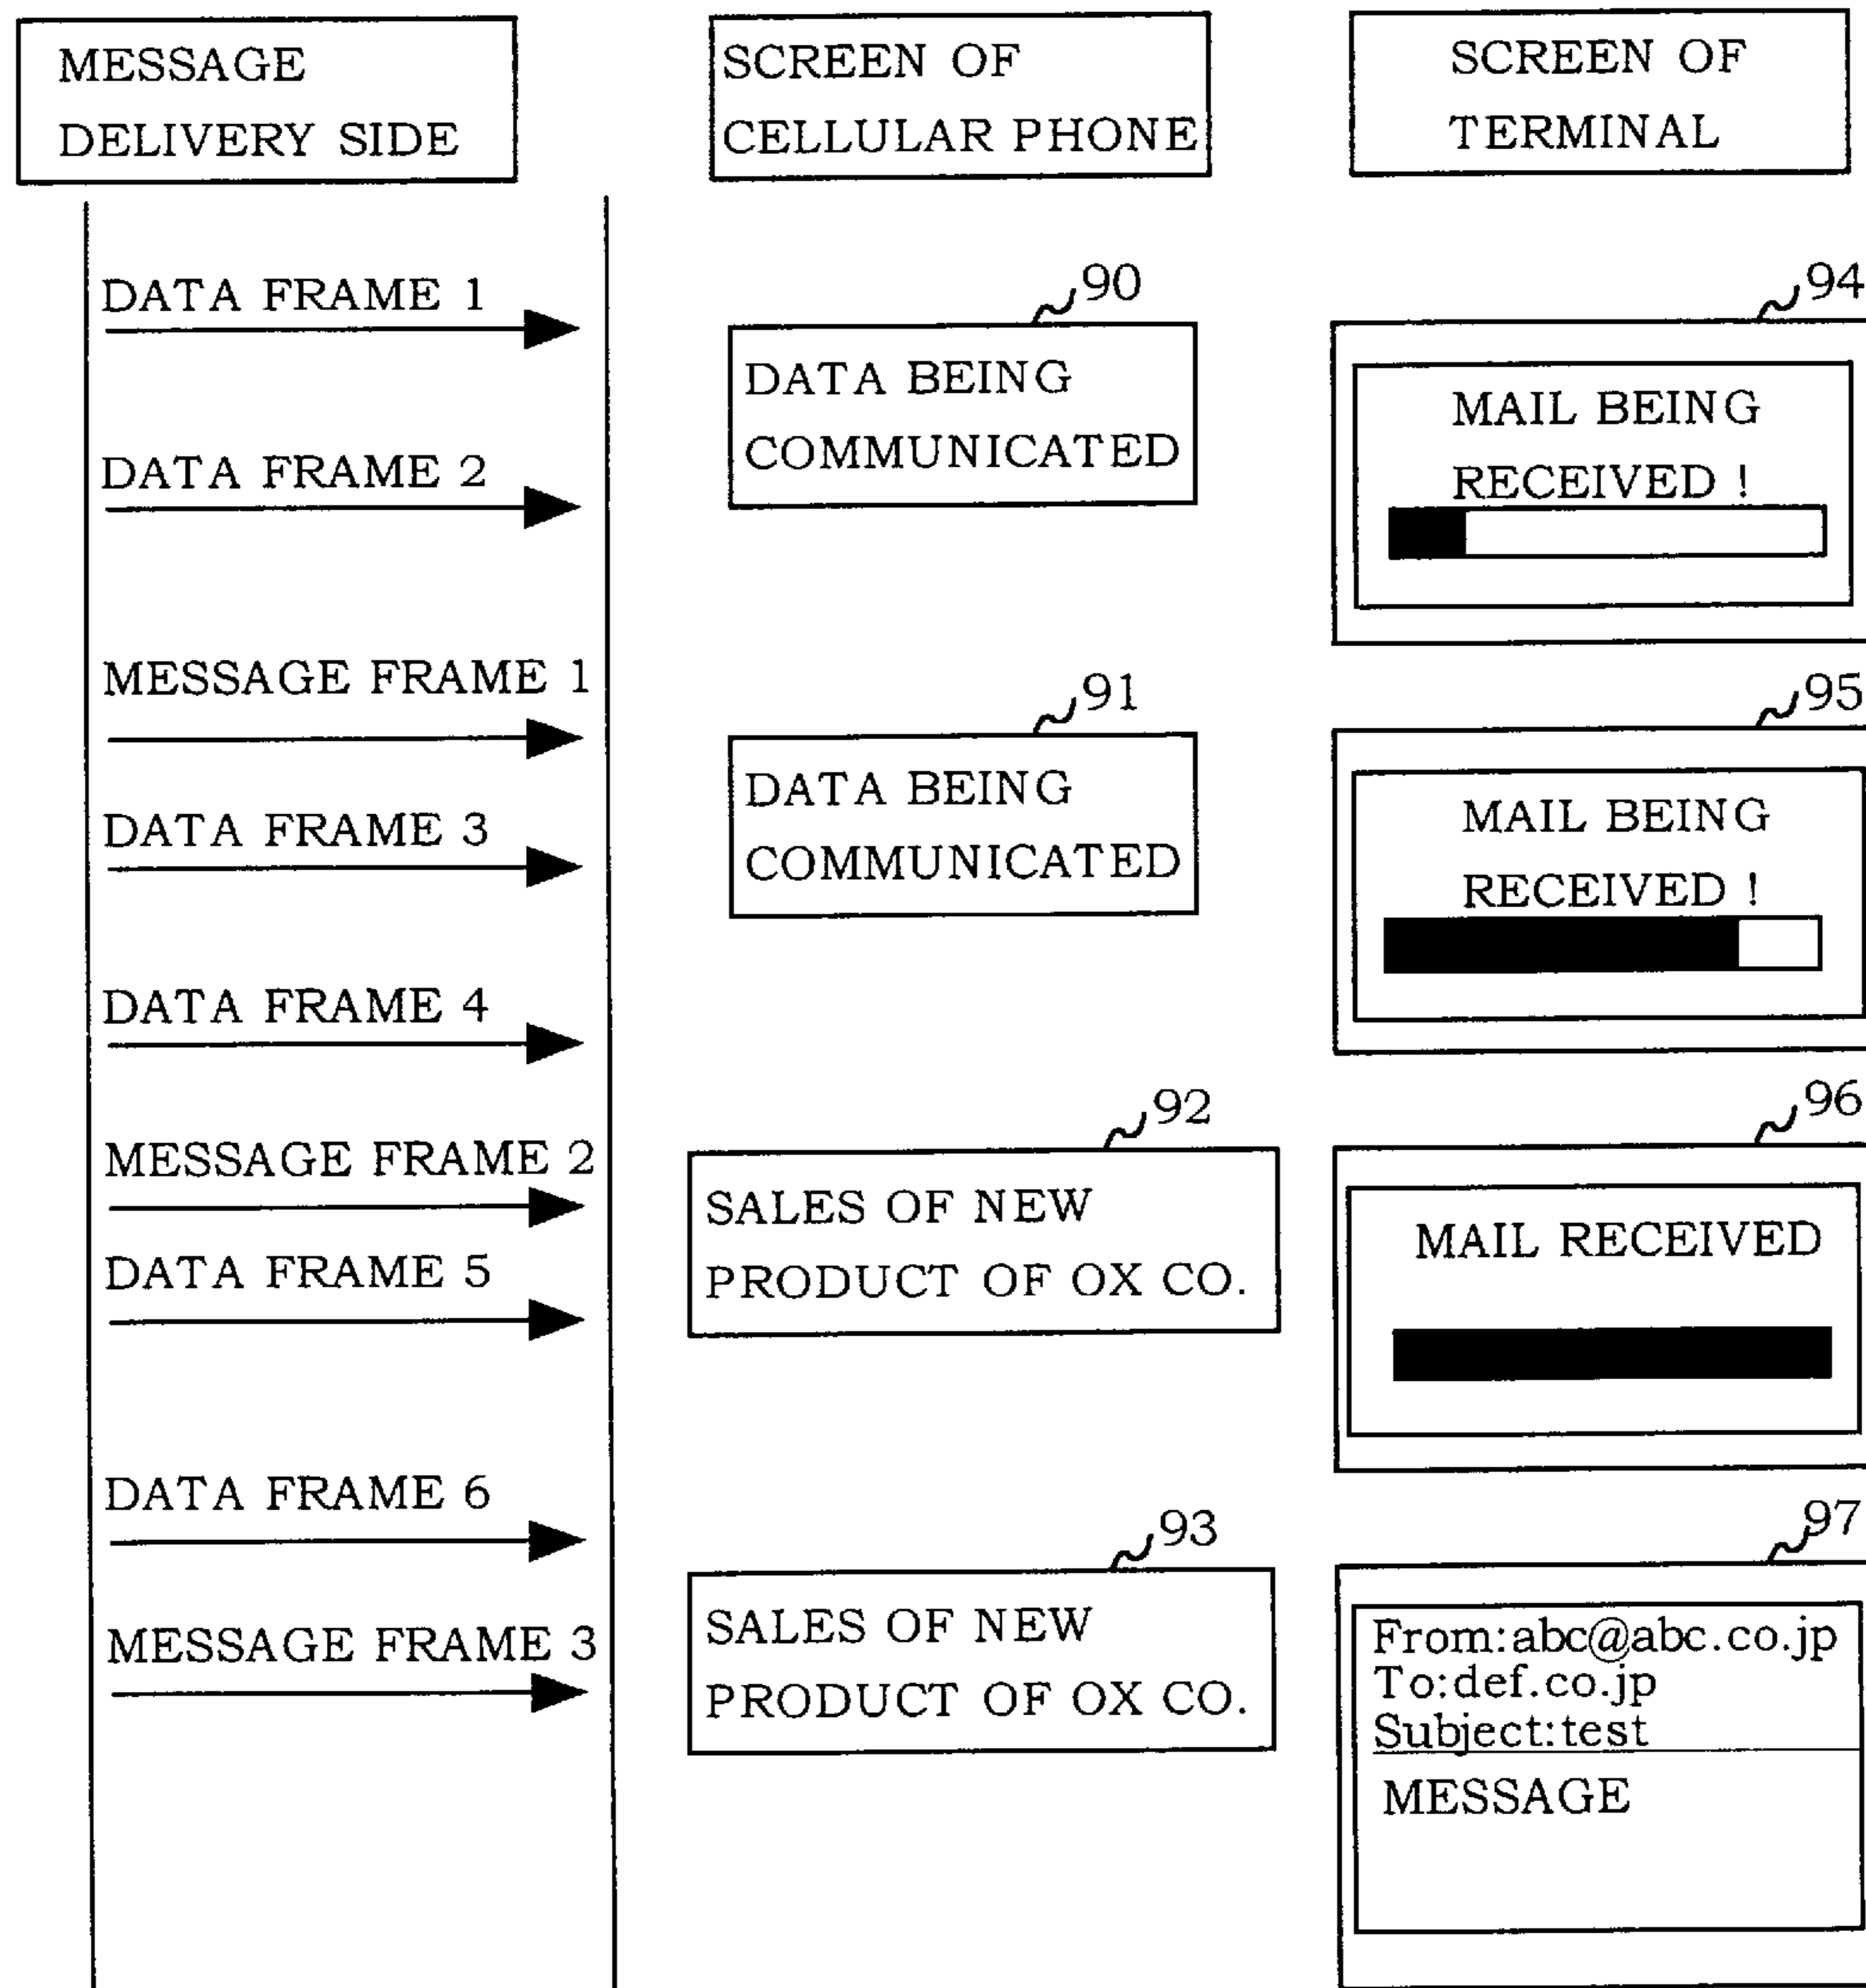 MESSAGE
DELIVERY SIDE
SCREEN OF
CELLULAR PHONE
SCREEN OF
TERMINAL
DATA FRAME 1
DATA FRAME 2
MESSAGE FRAME 1
DATA FRAME 3
DATA FRAME 4
MESSAGE FRAME 2
DATA FRAME 5
DATA FRAME 6
MESSAGE FRAME 3
90
DATA BEING
COMMUNICATED
91
DATA BEING
COMMUNICATED
92
SALES OF NEW
PRODUCT OF OX CO.
93
SALES OF NEW
PRODUCT OF OX CO.
94
MAIL BEING
RECEIVED !
95
MAIL BEING
RECEIVED !
96
MAIL RECEIVED
97
From:abc@abc.co.jp
To:def.co.jp
Subject:test
MESSAGE